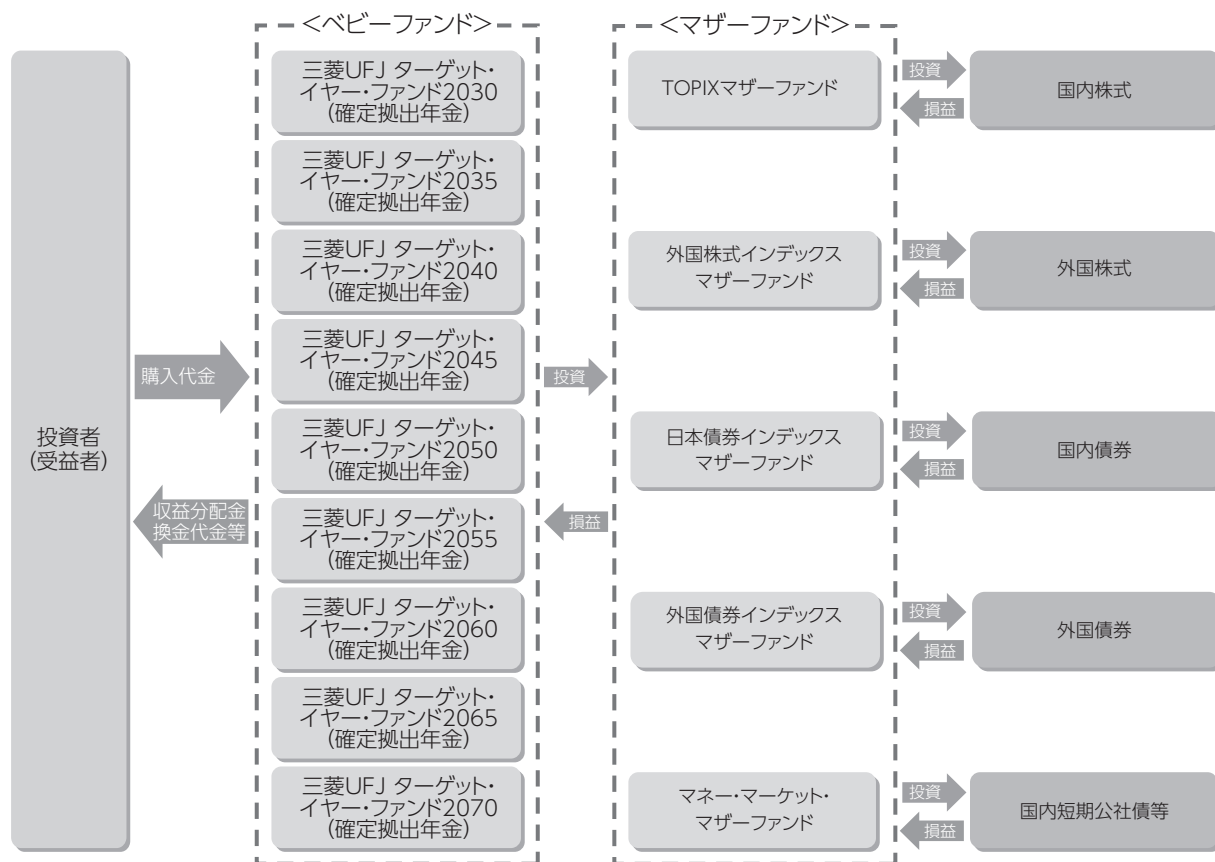 <ベビーファンド>
<マザーファンド>
投資者
(受益者)
購入代金
収益分配金
換金代金等
三菱UFJ ターゲット・
イヤー・ファンド2030
(確定拠出年金)
三菱UFJ ターゲット・
イヤー・ファンド2035
(確定拠出年金)
三菱UFJ ターゲット・
イヤー・ファンド2040
(確定拠出年金)
三菱UFJ ターゲット・
イヤー・ファンド2045
(確定拠出年金)
三菱UFJ ターゲット・
イヤー・ファンド2050
(確定拠出年金)
三菱UFJ ターゲット・
イヤー・ファンド2055
(確定拠出年金)
三菱UFJ ターゲット・
イヤー・ファンド2060
(確定拠出年金)
三菱UFJ ターゲット・
イヤー・ファンド2065
(確定拠出年金)
三菱UFJ ターゲット・
イヤー・ファンド2070
(確定拠出年金)
投資
損益
TOPIXマザーファンド
投資
損益
国内株式
外国株式インデックス
マザーファンド
投資
損益
外国株式
日本債券インデックス
マザーファンド
投資
損益
国内債券
外国債券インデックス
マザーファンド
投資
損益
外国債券
マネー・マーケット・
マザーファンド
投資
損益
国内短期公社債等